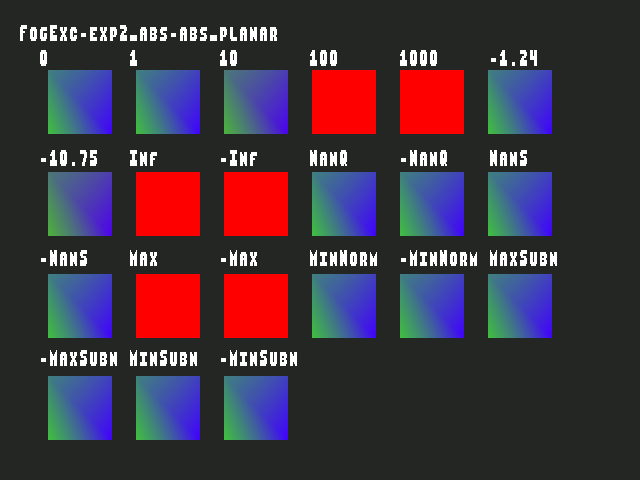 FogExc-exp2_abs-abs_planar
0 1 10 100 1000 -1.24
-10.75 Inf -Inf NanQ -NanQ NanS
-NanS Max -Max MinNorm -MinNorm MaxSubN
-MaxSubN MinSubN -MinSubN